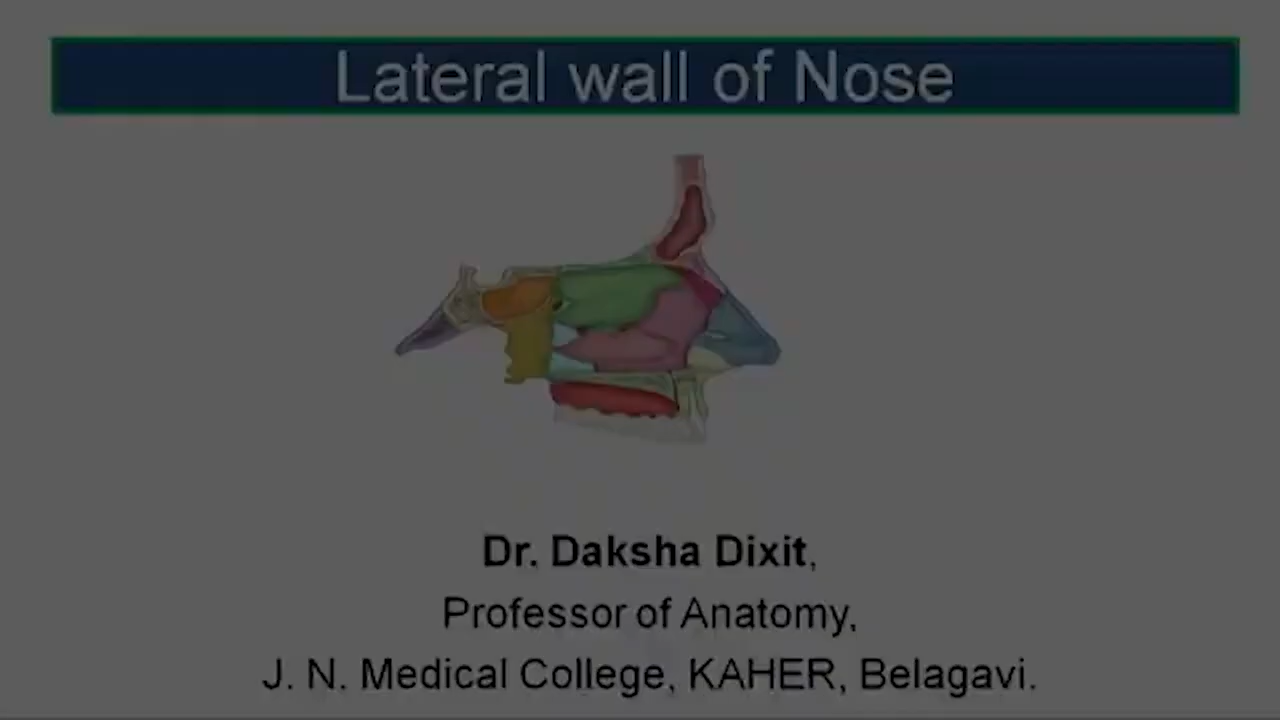 Lateral wall of Nose
Dr. Daksha Dixit,
Professor of Anatomy,
J. N. Medical College, KAHER, Belagavi.